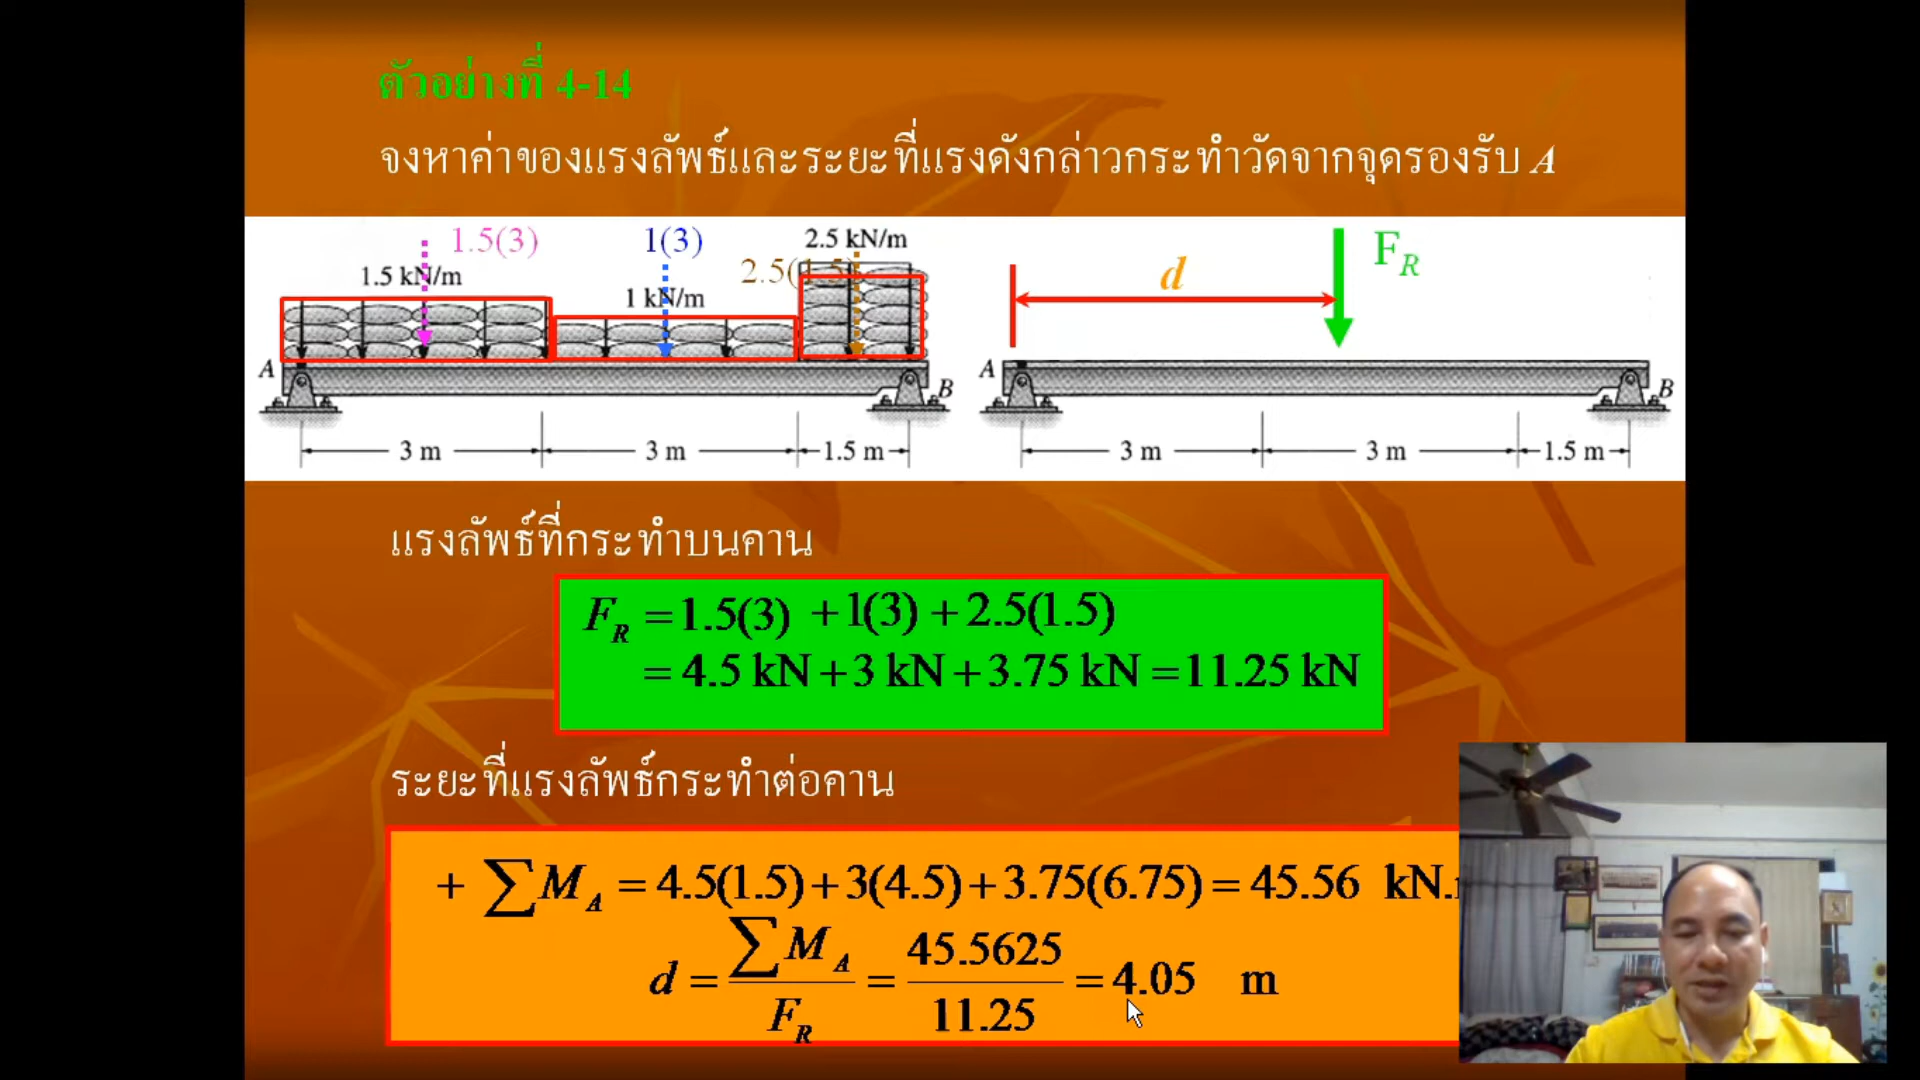 ตัวอย่างที่ 4-14
จงหาค่าของแรงลัพธ์และระยะที่แรงดังกล่าวกระทำวัดจากจุดรองรับ A
1.5(3)
1(3)
2.5 kN/m
2.5(1.5)
1.5 kN/m
1 kN/m
A
B
3 m
3 m
1.5 m
F_R
d
A
B
3 m
3 m
1.5 m
แรงลัพธ์ที่กระทำบนคาน
F_R = 1.5(3) + 1(3) + 2.5(1.5)
= 4.5 kN + 3 kN + 3.75 kN = 11.25 kN
ระยะที่แรงลัพธ์กระทำต่อคาน
+ ∑M_A = 4.5(1.5) + 3(4.5) + 3.75(6.75) = 45.56 kN.
d = ∑M_A / F_R = 45.5625 / 11.25 = 4.05 m